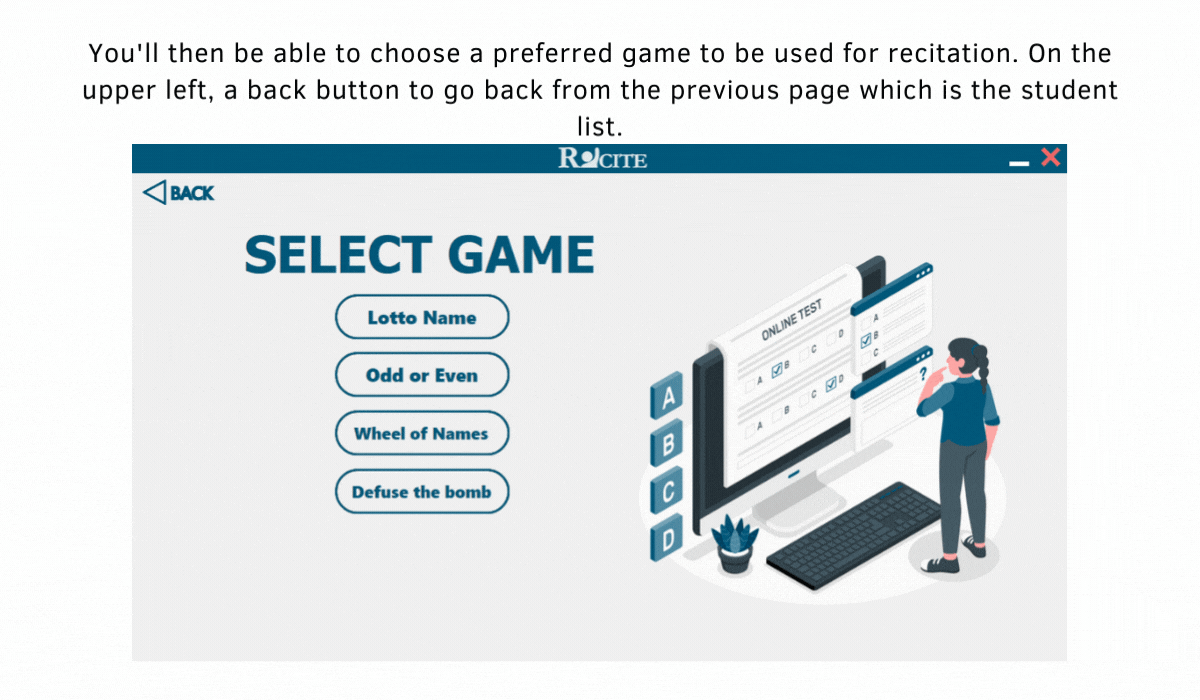 You'll then be able to choose a preferred game to be used for recitation. On the
upper left, a back button to go back from the previous page which is the student
list.
RECITE
BACK
SELECT GAME
Lotto Name
Odd or Even
Wheel of Names
Defuse the bomb
ONLINE TEST
A B C D
A B C D
A
B
C
?
A
B
C
D